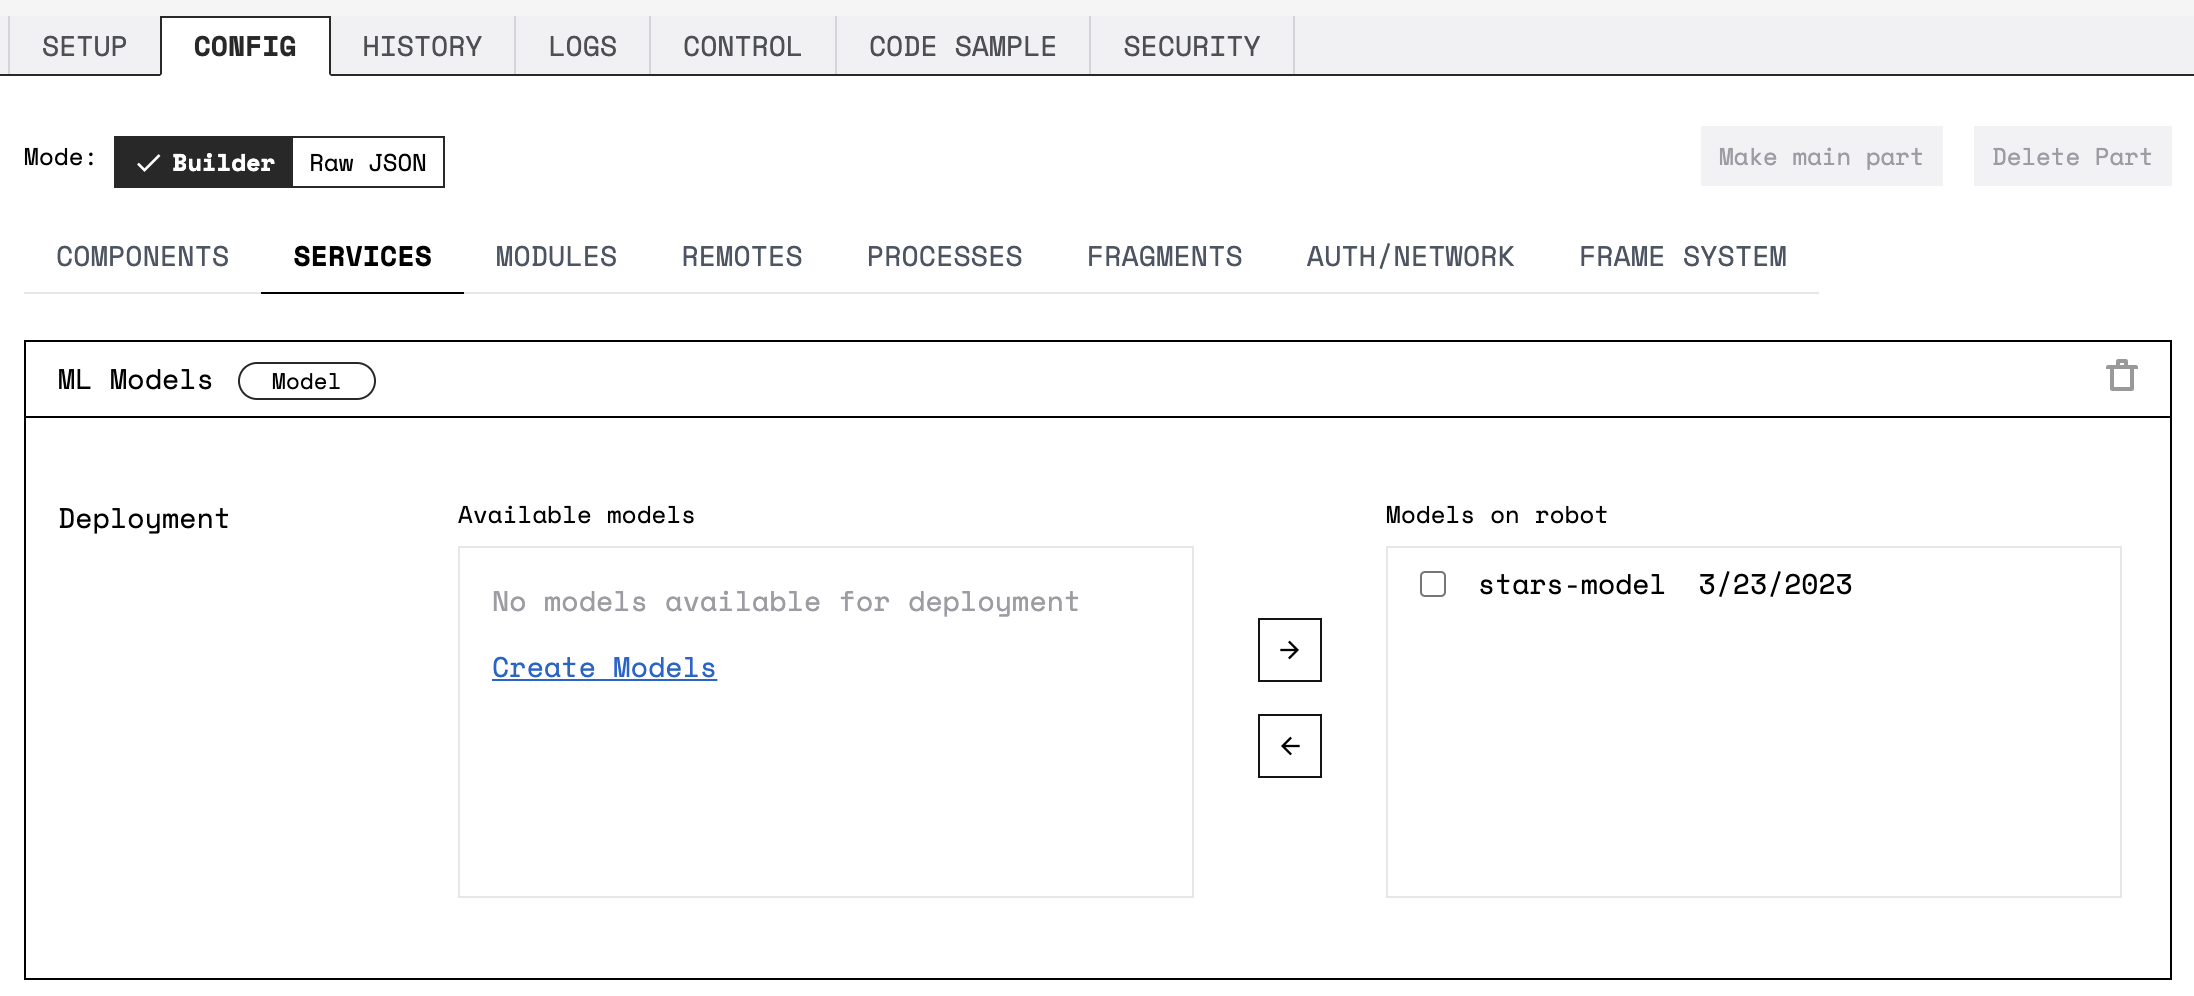 SETUP CONFIG HISTORY LOGS CONTROL CODE SAMPLE SECURITY
Mode: Builder Raw JSON Make main part Delete Part
COMPONENTS SERVICES MODULES REMOTES PROCESSES FRAGMENTS AUTH/NETWORK FRAME SYSTEM
ML Models Model
Deployment
Available models
No models available for deployment
Create Models
Models on robot
stars-model 3/23/2023